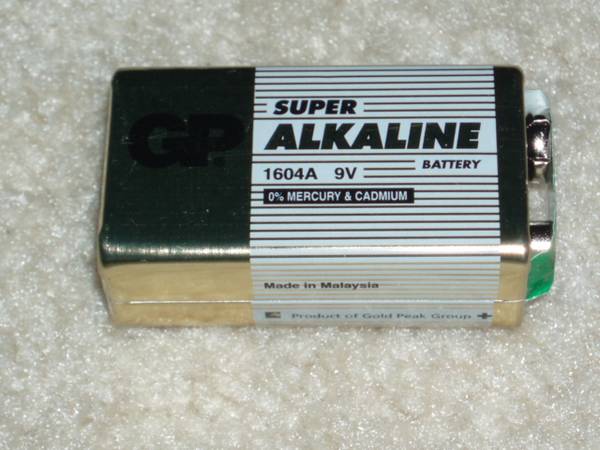 GP
SUPER
ALKALINE
BATTERY
1604A 9V
0% MERCURY & CADMIUM
Made in Malaysia
Product of Gold Peak Group +